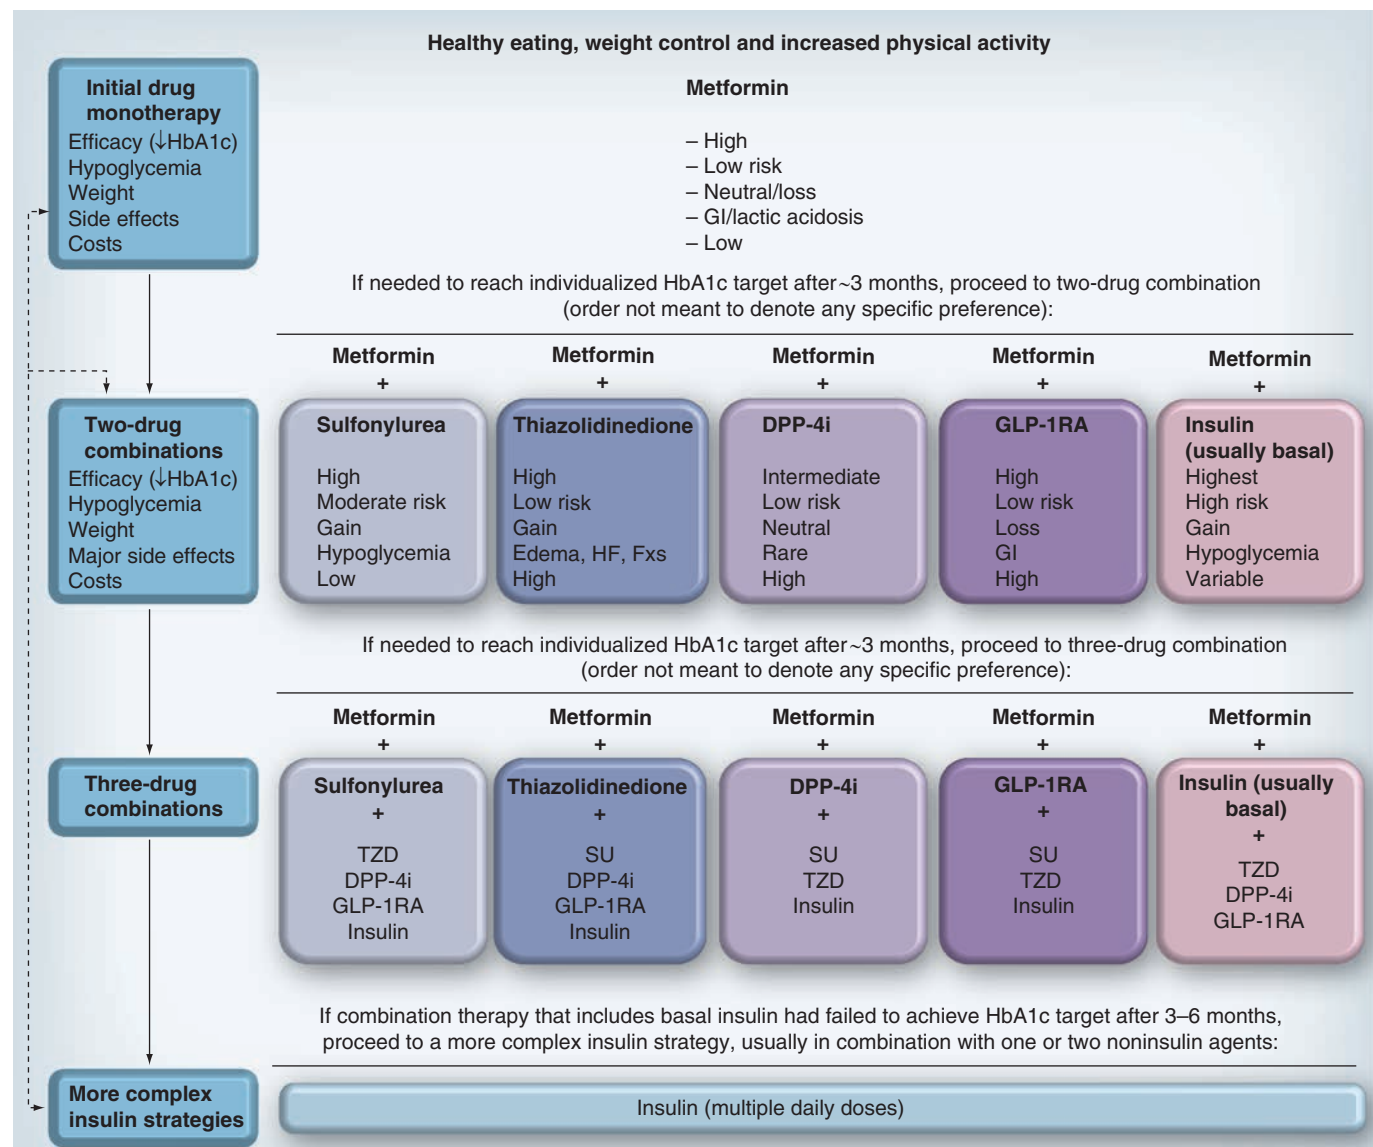 Healthy eating, weight control and increased physical activity
Initial drug
monotherapy
Efficacy (↓HbA1c)
Hypoglycemia
Weight
Side effects
Costs
Metformin
– High
– Low risk
– Neutral/loss
– GI/lactic acidosis
– Low
If needed to reach individualized HbA1c target after ~3 months, proceed to two-drug combination
(order not meant to denote any specific preference):
Two-drug
combinations
Efficacy (↓HbA1c)
Hypoglycemia
Weight
Major side effects
Costs
Metformin
+
Sulfonylurea
High
Moderate risk
Gain
Hypoglycemia
Low
Metformin
+
Thiazolidinedione
High
Low risk
Gain
Edema, HF, Fxs
High
Metformin
+
DPP-4i
Intermediate
Low risk
Neutral
Rare
High
Metformin
+
GLP-1RA
High
Low risk
Loss
GI
High
Metformin
+
Insulin
(usually basal)
Highest
High risk
Gain
Hypoglycemia
Variable
If needed to reach individualized HbA1c target after ~3 months, proceed to three-drug combination
(order not meant to denote any specific preference):
Three-drug
combinations
Metformin
+
Sulfonylurea
+
TZD
DPP-4i
GLP-1RA
Insulin
Metformin
+
Thiazolidinedione
+
SU
DPP-4i
GLP-1RA
Insulin
Metformin
+
DPP-4i
+
SU
TZD
Insulin
Metformin
+
GLP-1RA
+
SU
TZD
Insulin
Metformin
+
Insulin (usually
basal)
+
TZD
DPP-4i
GLP-1RA
If combination therapy that includes basal insulin had failed to achieve HbA1c target after 3–6 months,
proceed to a more complex insulin strategy, usually in combination with one or two noninsulin agents:
More complex
insulin strategies
Insulin (multiple daily doses)